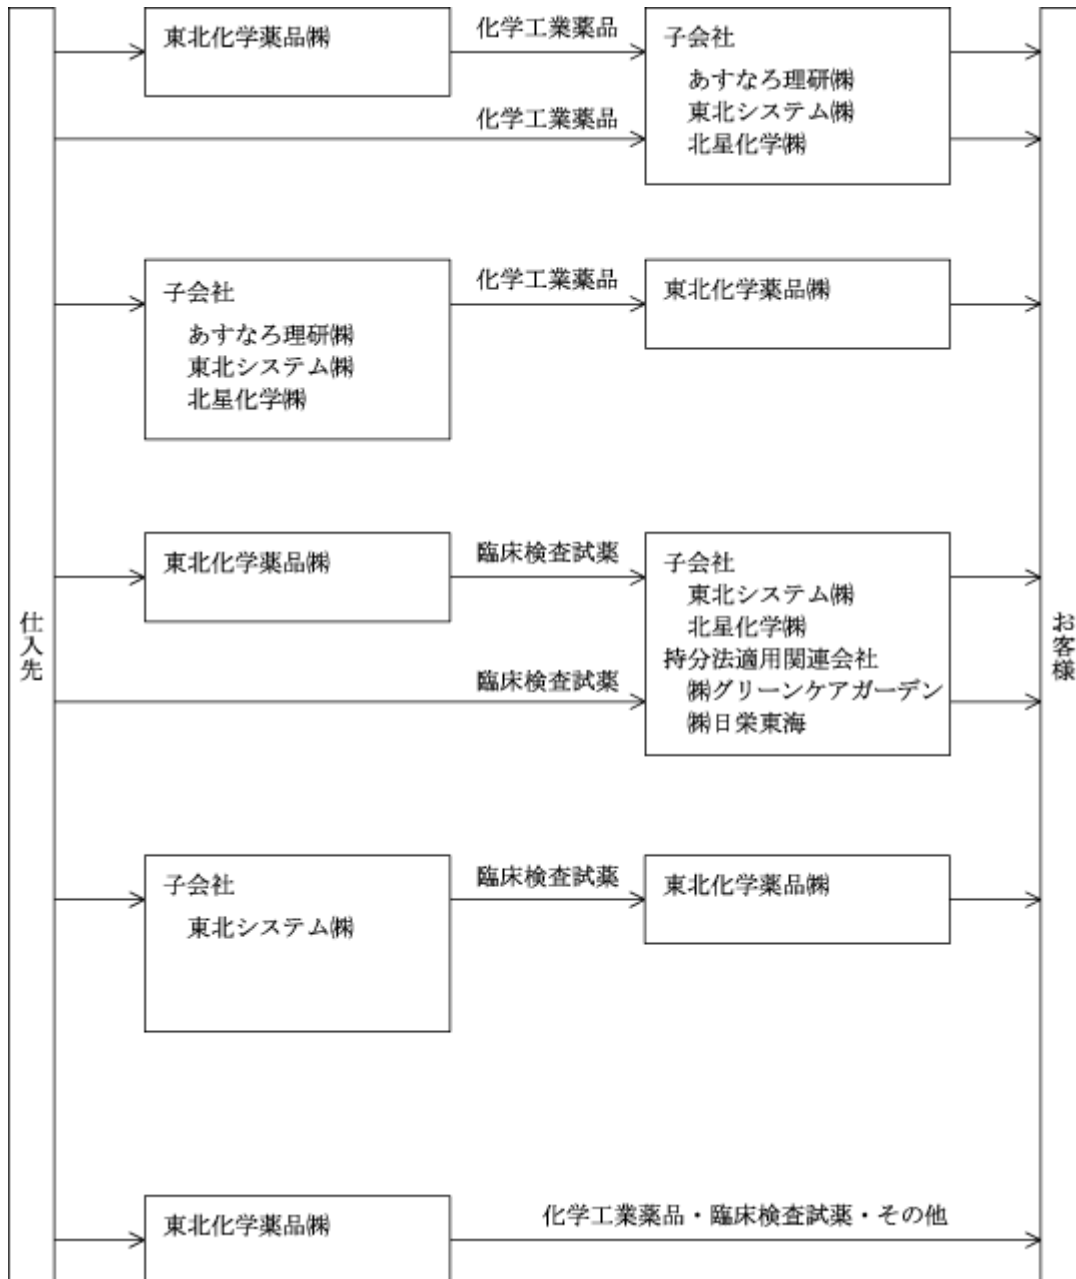 東北化学薬品㈱
化学工業薬品
化学工業薬品
子会社
あすなろ理研㈱
東北システム㈱
北星化学㈱
子会社
あすなろ理研㈱
東北システム㈱
北星化学㈱
化学工業薬品
東北化学薬品㈱
東北化学薬品㈱
臨床検査試薬
臨床検査試薬
子会社
東北システム㈱
北星化学㈱
持分法適用関連会社
㈱グリーンケアガーデン
㈱日栄東海
仕入先
お客様
子会社
東北システム㈱
臨床検査試薬
東北化学薬品㈱
東北化学薬品㈱
化学工業薬品・臨床検査試薬・その他